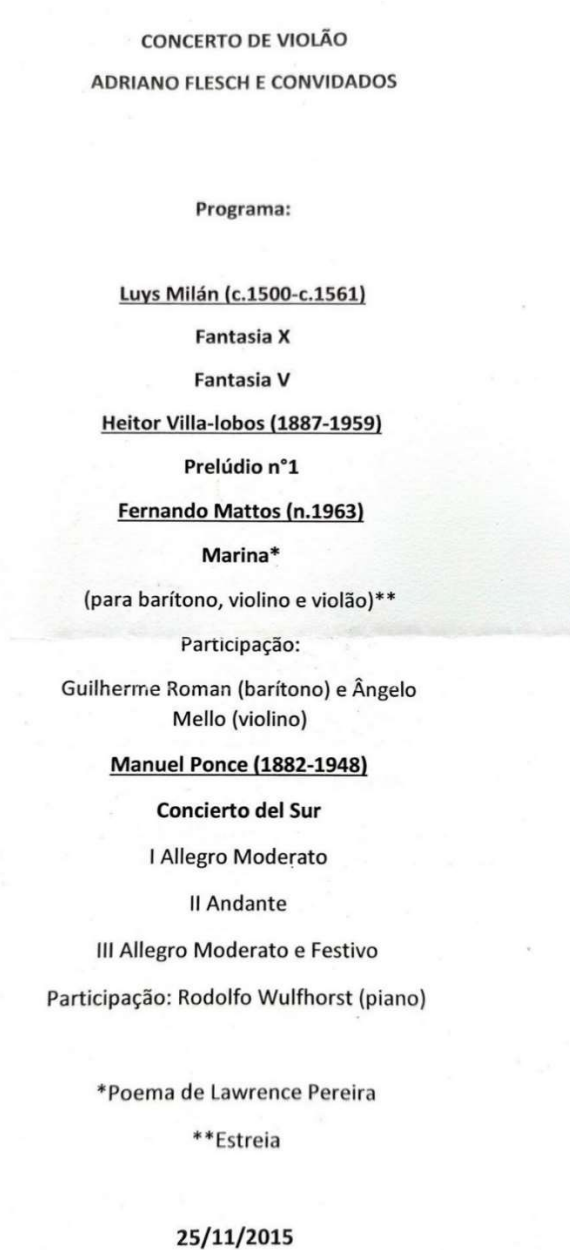 CONCERTO DE VIOLÃO
ADRIANO FLESCH E CONVIDADOS
Programa:
Luys Milán (c.1500-c.1561)
Fantasia X
Fantasia V
Heitor Villa-lobos (1887-1959)
Prelúdio n°1
Fernando Mattos (n.1963)
Marina*
(para barítono, violino e violão)**
Participação:
Guilherme Roman (barítono) e Ângelo
Mello (violino)
Manuel Ponce (1882-1948)
Concierto del Sur
I Allegro Moderato
II Andante
III Allegro Moderato e Festivo
Participação: Rodolfo Wulfhorst (piano)
*Poema de Lawrence Pereira
**Estreia
25/11/2015